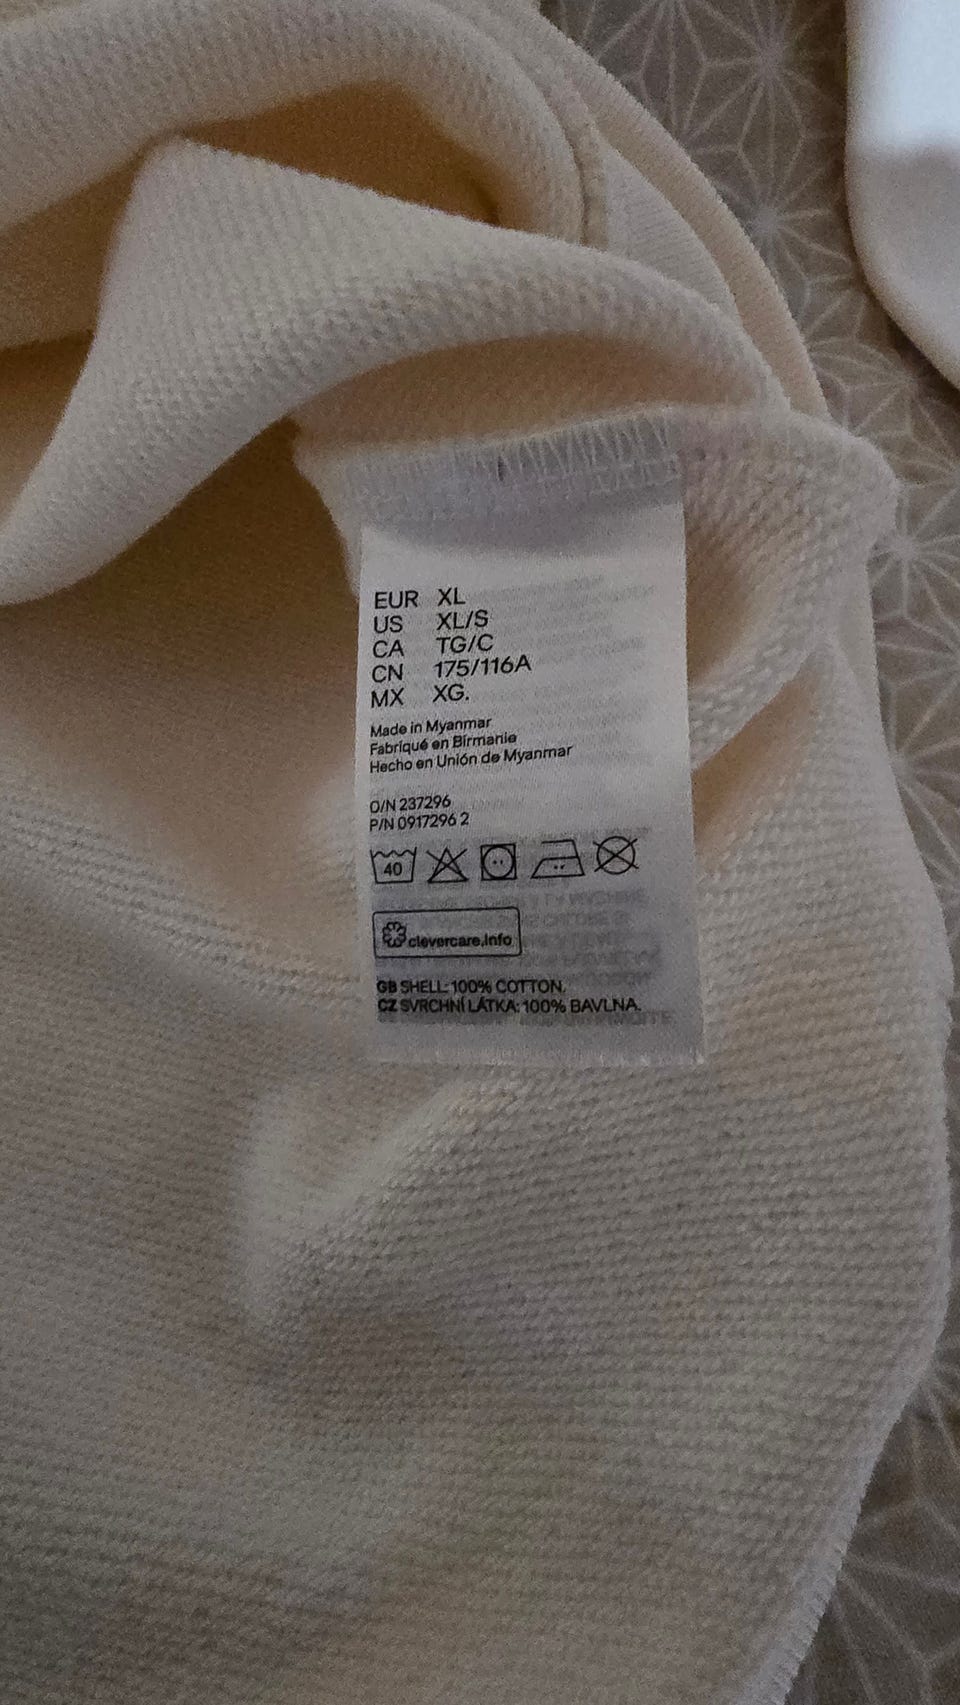 EUR XL
US XL/S
CA TG/C
CN 175/116A
MX XG.
Made in Myanmar
Fabriqué en Birmanie
Hecho en Unión de Myanmar
O/N 237296
P/N 0917296 2
40
clevercare.info
GB SHELL: 100% COTTON.
CZ SVRCHNÍ LÁTKA: 100% BAVLNA.